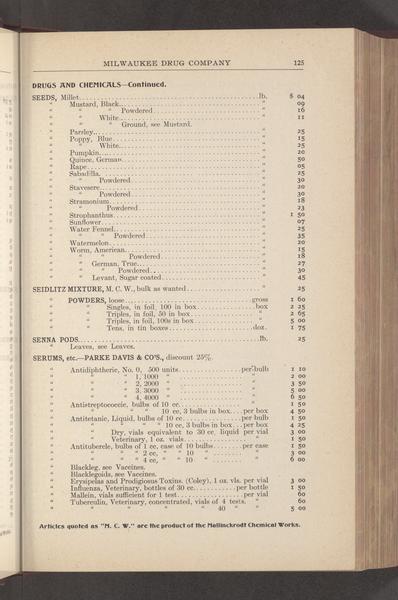 MILWAUKEE DRUG COMPANY 125
DRUGS AND CHEMICALS—Continued.
SEEDS, Millet lb. $ 04
" Mustard, Black " 09
" " Powdered " 16
" " White " 11
" " Ground, see Mustard.
" Parsley " 25
" Poppy, Blue " 15
" " White " 25
" Pumpkin " 20
" Quince, German " 50
" Rape " 05
" Sabadilla " 25
" " Powdered " 30
" Stavesere " 20
" " Powdered " 30
" Stramonium " 18
" " Powdered " 23
" Strophanthus " 1 50
" Sunflower " 07
" Water Fennel " 25
" " " Powdered " 35
" Watermelon " 20
" Worm, American " 15
" " " Powdered " 18
" " German, True " 27
" " " Powdered " 30
" " Levant, Sugar coated " 45
SEIDLITZ MIXTURE, M. C. W., bulk as wanted " 25
" POWDERS, loose gross 1 60
" " Singles, in foil, 100 in box box 2 25
" " Triples, in foil, 50 in box " 2 65
" " Triples, in foil, 100s in box " 5 00
" " Tens, in tin boxes doz. 1 75
SENNA PODS lb. 25
" Leaves, see Leaves.
SERUMS, etc.—PARKE DAVIS & CO'S., discount 25%.
" Antidiphtheric, No. 0, 500 units per bulb 1 10
" " " 1, 1000 " " 2 00
" " " 2, 2000 " " 3 50
" " " 3, 3000 " " 5 00
" " " 4, 4000 " " 6 50
" Antistreptococcic, bulbs of 10 cc. " 1 50
" " " " 10 cc, 3 bulbs in box per box 4 50
" Antitetanic, Liquid, bulbs of 10 cc. per bulb 1 50
" " " " " 10 cc, 3 bulbs in box per box 4 25
" " Dry, vials equivalent to 30 cc. liquid per vial 3 00
" " Veterinary, 1 oz. vials " 1 50
" Antitubercle, bulbs of 1 cc, case of 10 bulbs per case 1 50
" " " " 2 cc, " " 10 " " 3 00
" " " " 4 cc, " " 10 " " 6 00
" Blackleg, see Vaccines.
" Blacklegoids, see Vaccines.
" Erysipelas and Prodigiosus Toxins, (Coley), 1 oz. vls. per vial 3 00
" Influenza, Veterinary, bottles of 30 cc. per bottle 1 50
" Mallein, vials sufficient for 1 test per vial 60
" Tuberculin, Veterinary, concentrated, vials of 4 tests. " 60
" " " " " 40 " " 5 00
Articles quoted as "M. C. W." are the product of the Mallinckrodt Chemical Works.